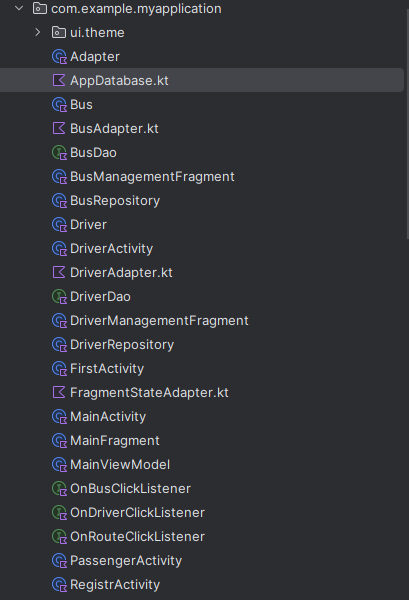 com.example.myapplication
ui.theme
Adapter
AppDatabase.kt
Bus
BusAdapter.kt
BusDao
BusManagementFragment
BusRepository
Driver
DriverActivity
DriverAdapter.kt
DriverDao
DriverManagementFragment
DriverRepository
FirstActivity
FragmentStateAdapter.kt
MainActivity
MainFragment
MainViewModel
OnBusClickListener
OnDriverClickListener
OnRouteClickListener
PassengerActivity
RegistrActivity